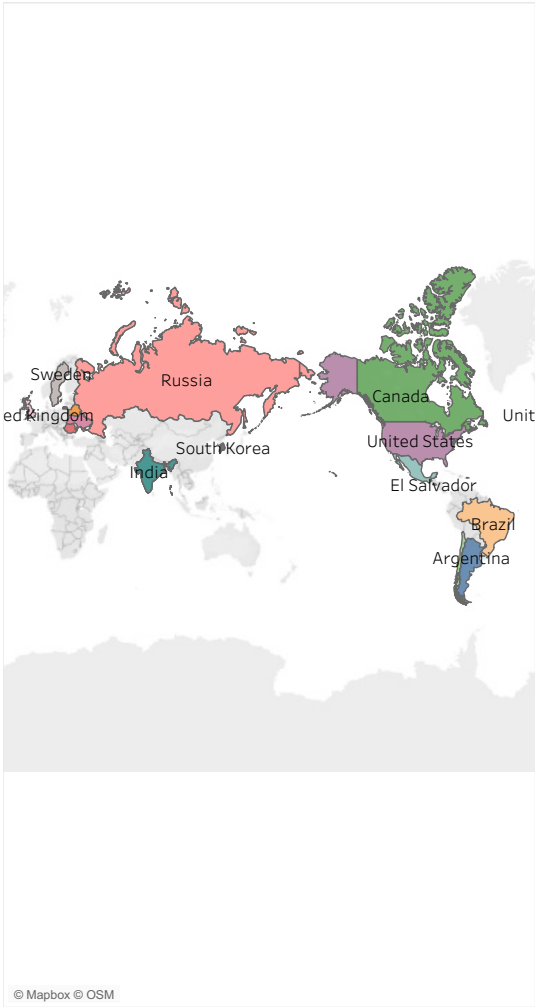 Sweden
Russia
Canada
ed Kingdom
Unit
United States
South Korea
India
El Salvador
Brazil
Argentina
© Mapbox © OSM